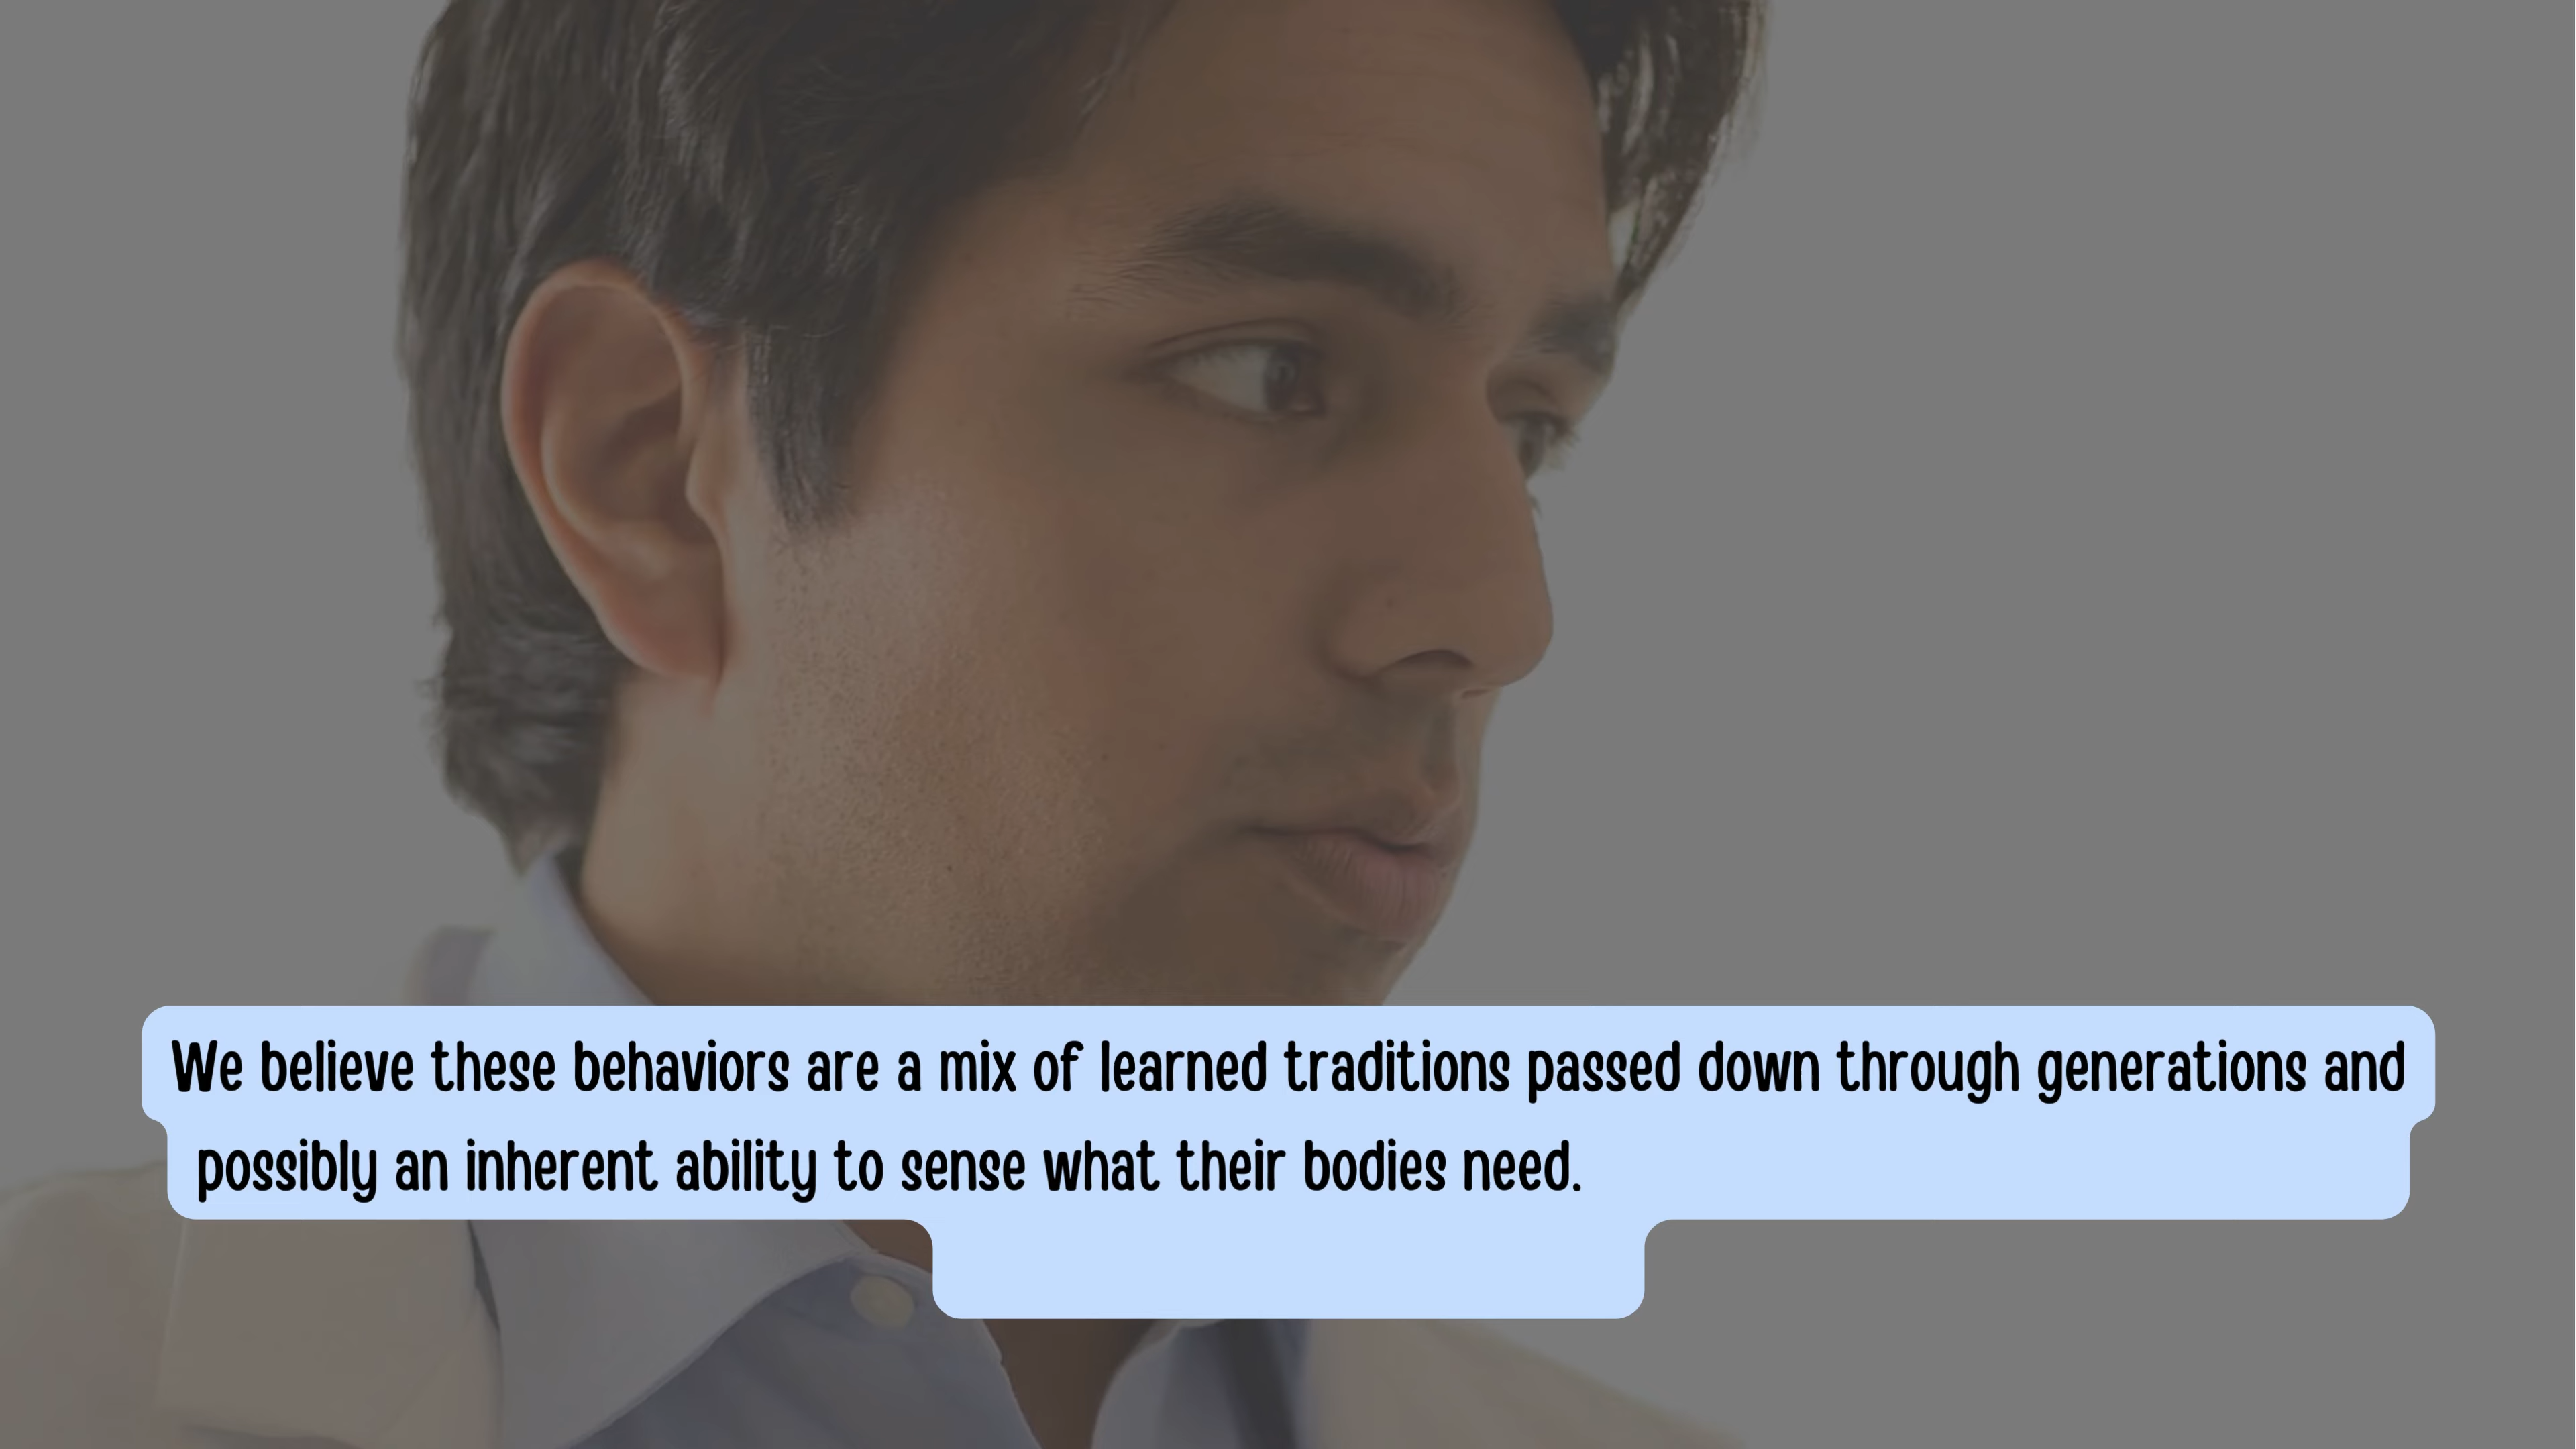 We believe these behaviors are a mix of learned traditions passed down through generations and
possibly an inherent ability to sense what their bodies need.